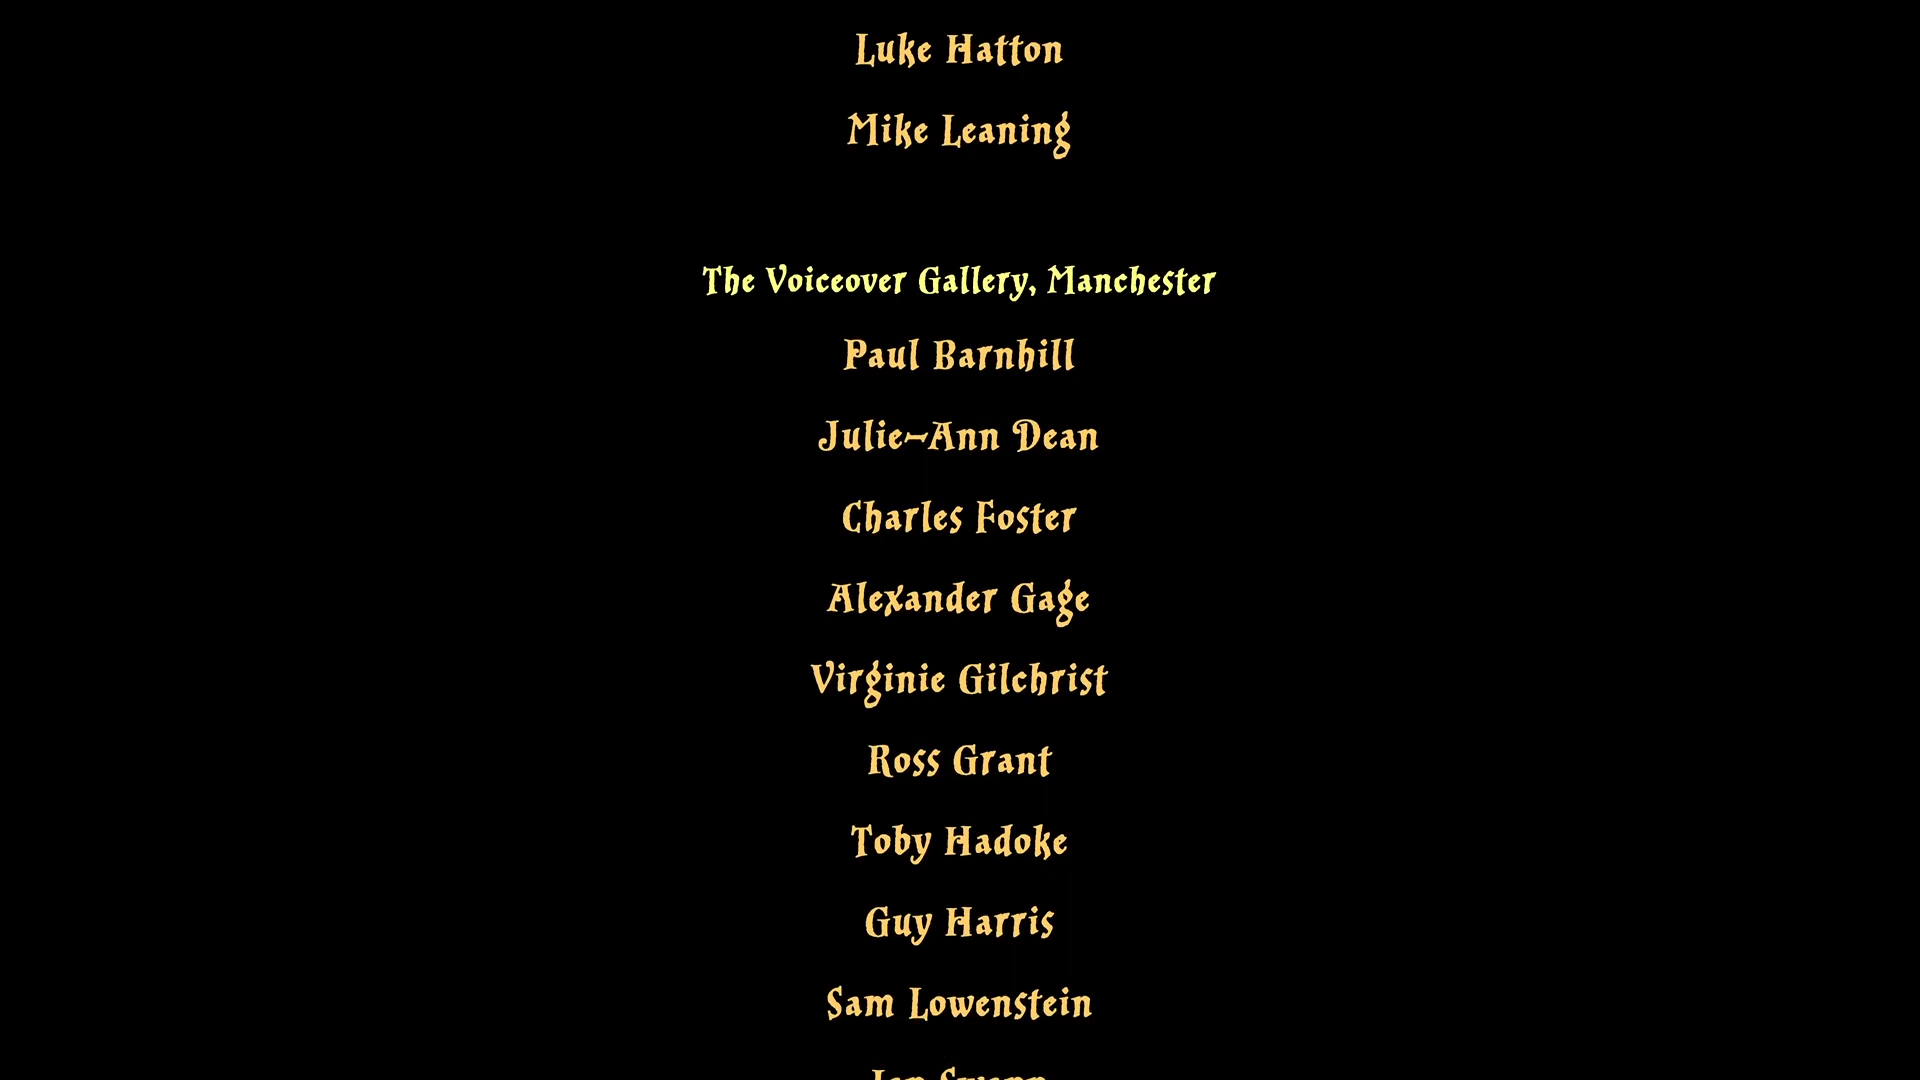 Luke Hatton
Mike Leaning
The Voiceover Gallery, Manchester
Paul Barnhill
Julie-Ann Dean
Charles Foster
Alexander Gage
Virginie Gilchrist
Ross Grant
Toby Hadoke
Guy Harris
Sam Lowenstein